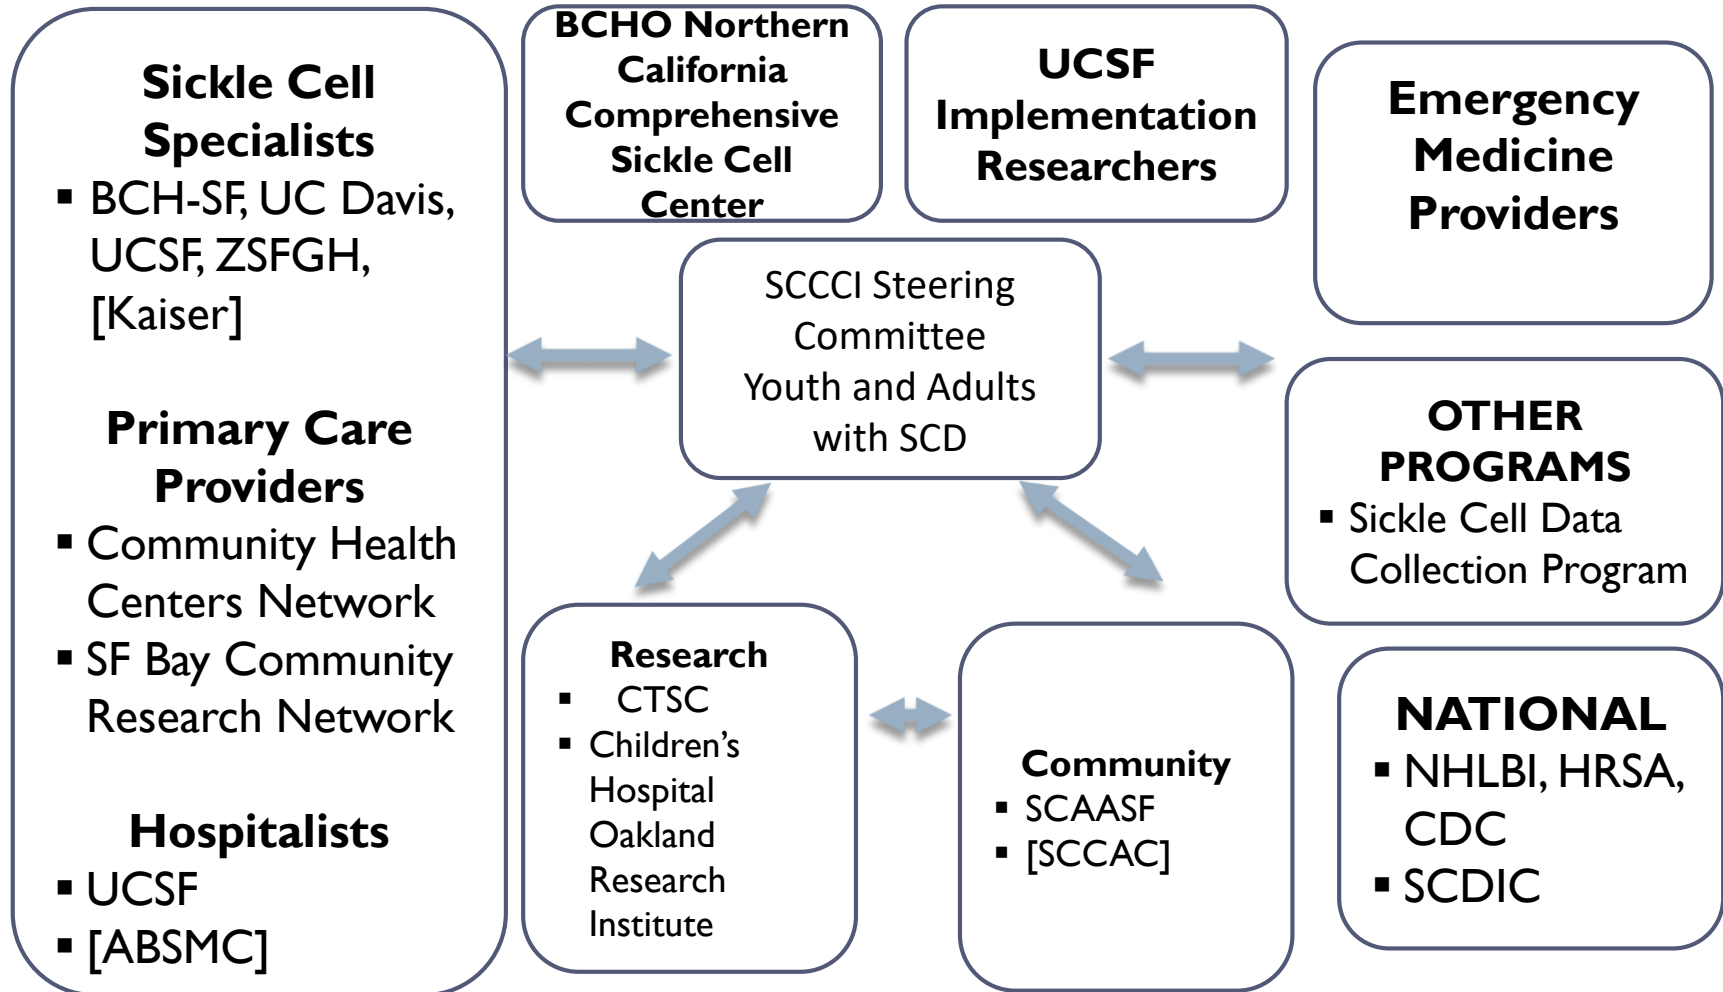 Sickle Cell
Specialists
▪ BCH-SF, UC Davis,
UCSF, ZSFGH,
[Kaiser]
Primary Care
Providers
▪ Community Health
Centers Network
▪ SF Bay Community
Research Network
Hospitalists
▪ UCSF
▪ [ABSMC]
BCHO Northern
California
Comprehensive
Sickle Cell
Center
UCSF
Implementation
Researchers
Emergency
Medicine
Providers
SCCCI Steering
Committee
Youth and Adults
with SCD
OTHER
PROGRAMS
▪ Sickle Cell Data
Collection Program
Research
▪ CTSC
▪ Children’s
Hospital
Oakland
Research
Institute
Community
▪ SCAASF
▪ [SCCAC]
NATIONAL
▪ NHLBI, HRSA,
CDC
▪ SCDIC